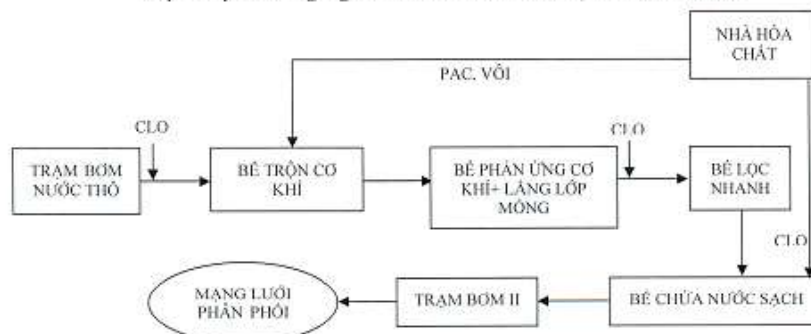 NHÀ HÓA
CHẤT
PAC, VÔI
CLO
CLO
TRẠM BƠM
NƯỚC THÔ
BỂ TRỘN CƠ
KHÍ
BỂ PHẢN ỨNG CƠ
KHÍ+ LẮNG LỚP
MỎNG
BỂ LỌC
NHANH
CLO
MẠNG LƯỚI
PHÂN PHỐI
TRẠM BƠM II
BỂ CHỨA NƯỚC SẠCH